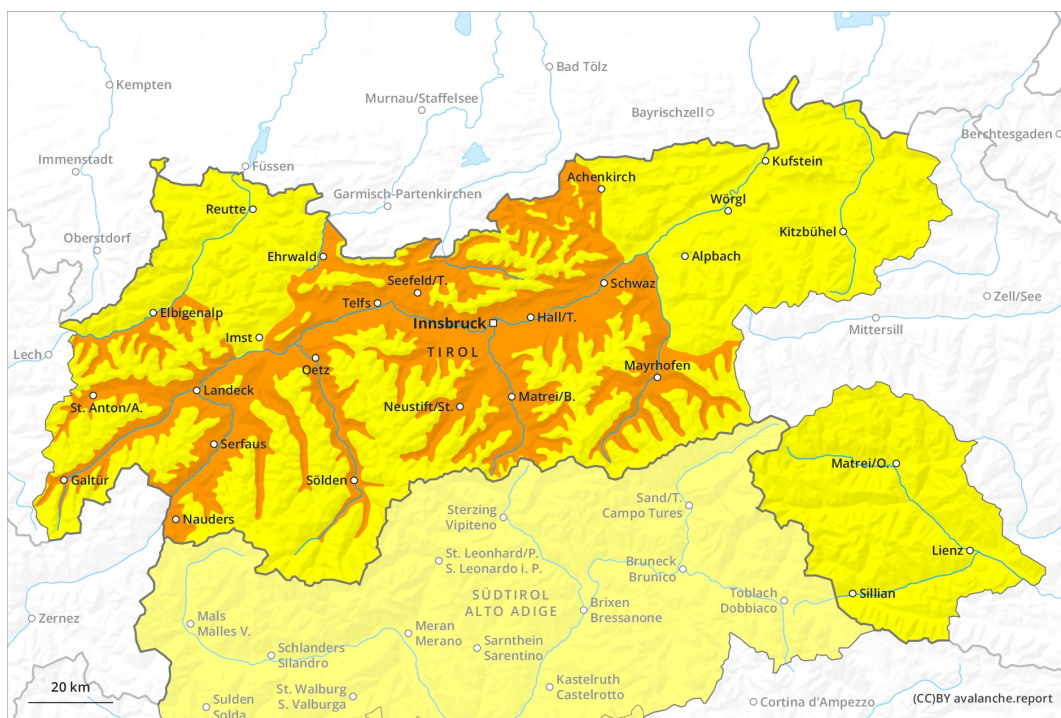 Kempten
Bad Tölz
Murnau/Staffelsee
Bayrischzell
Berchtesgaden
Immenstadt
Füssen
Kufstein
Achenkirch
Garmisch-Partenkirchen
Reutte
Wörgl
Oberstdorf
Kitzbühel
Ehrwald
Alpbach
Seefeld/T.
Schwaz
Zell/See
Telfs
Elbigenalp
Hall/T.
Innsbruck
Mittersill
Imst
Lech
TIROL
Oetz
Mayrhofen
Landeck
St. Anton/A.
Matrei/B.
Neustift/St.
Serfaus
Matrei/O.
Galtür
Sölden
Sand/T.
Campo Tures
Sterzing
Vipiteno
Nauders
Lienz
St. Leonhard/P.
S. Leonardo i. P.
Bruneck
Brunico
Sillian
SÜDTIROL
ALTO ADIGE
Toblach
Dobbiaco
Brixen
Bressanone
Zernez
Mals
Malles V.
Meran
Merano
Sarnthein
Sarentino
Schlanders
Silandro
Kastelruth
Castelrotto
20 km
St. Walburg
S. Valburga
Sulden
Solda
Cortina d'Ampezzo
(CC)BY avalanche.report